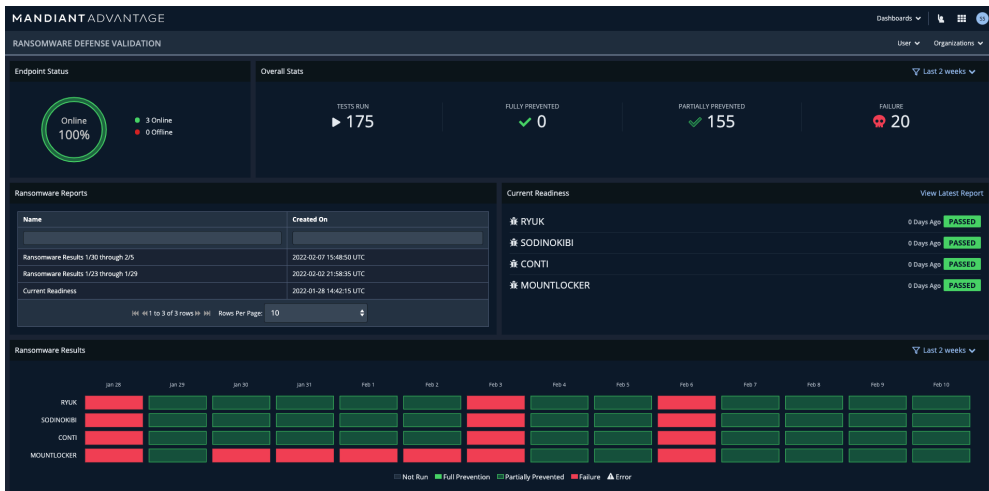 MANDIANT ADVANTAGE
Dashboards
SS
RANSOMWARE DEFENSE VALIDATION
User
Organizations
Endpoint Status
Online
100%
3 Online
0 Offline
Overall Stats
Last 2 weeks
TESTS RUN
175
FULLY PREVENTED
0
PARTIALLY PREVENTED
155
FAILURE
20
Ransomware Reports
Name Created On
Ransomware Results 1/30 through 2/5 2022-02-07 15:48:50 UTC
Ransomware Results 1/23 through 1/29 2022-02-02 21:58:35 UTC
Current Readiness 2022-01-28 14:42:15 UTC
1 to 3 of 3 rows Rows Per Page: 10
Current Readiness View Latest Report
RYUK 0 Days Ago PASSED
SODINOKIBI 0 Days Ago PASSED
CONTI 0 Days Ago PASSED
MOUNTLOCKER 0 Days Ago PASSED
Ransomware Results Last 2 weeks
Jan 28 Jan 29 Jan 30 Jan 31 Feb 1 Feb 2 Feb 3 Feb 4 Feb 5 Feb 6 Feb 7 Feb 8 Feb 9 Feb 10
RYUK
SODINOKIBI
CONTI
MOUNTLOCKER
Not Run Full Prevention Partially Prevented Failure Error